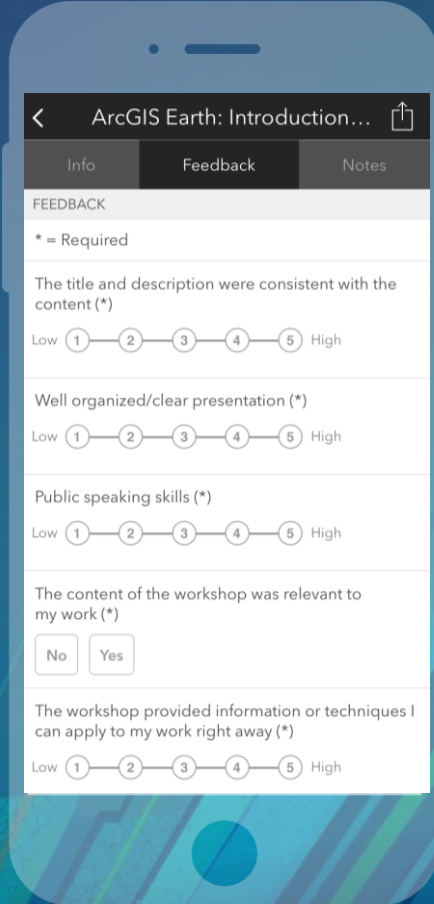 ArcGIS Earth: Introduction...
Info Feedback Notes
FEEDBACK
* = Required
The title and description were consistent with the
content (*)
Low 1 2 3 4 5 High
Well organized/clear presentation (*)
Low 1 2 3 4 5 High
Public speaking skills (*)
Low 1 2 3 4 5 High
The content of the workshop was relevant to
my work (*)
No Yes
The workshop provided information or techniques I
can apply to my work right away (*)
Low 1 2 3 4 5 High